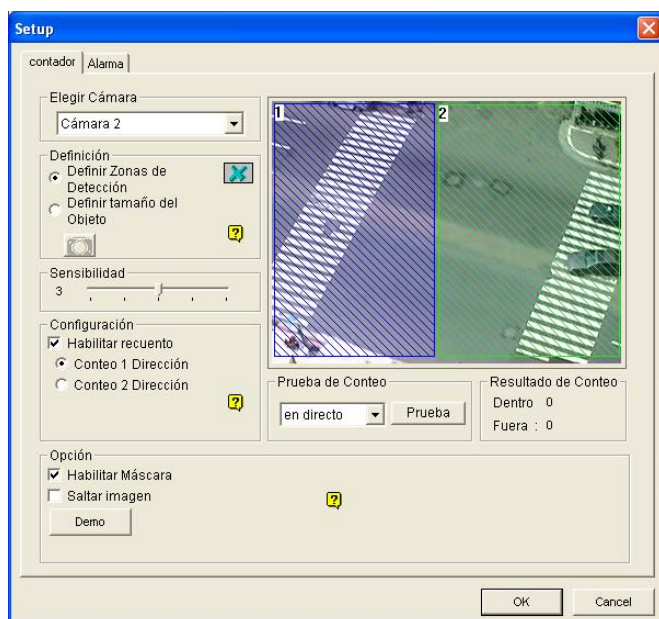 Setup
contador
Alarma
Elegir Cámara
Cámara 2
Definición
Definir Zonas de
Detección
Definir tamaño del
Objeto
?
Sensibilidad
3
Configuración
Habilitar recuento
Conteo 1 Dirección
Conteo 2 Dirección
?
1
2
Prueba de Conteo
en directo
Prueba
Resultado de Conteo
Dentro 0
Fuera : 0
Opción
Habilitar Máscara
Saltar imagen
?
Demo
OK
Cancel